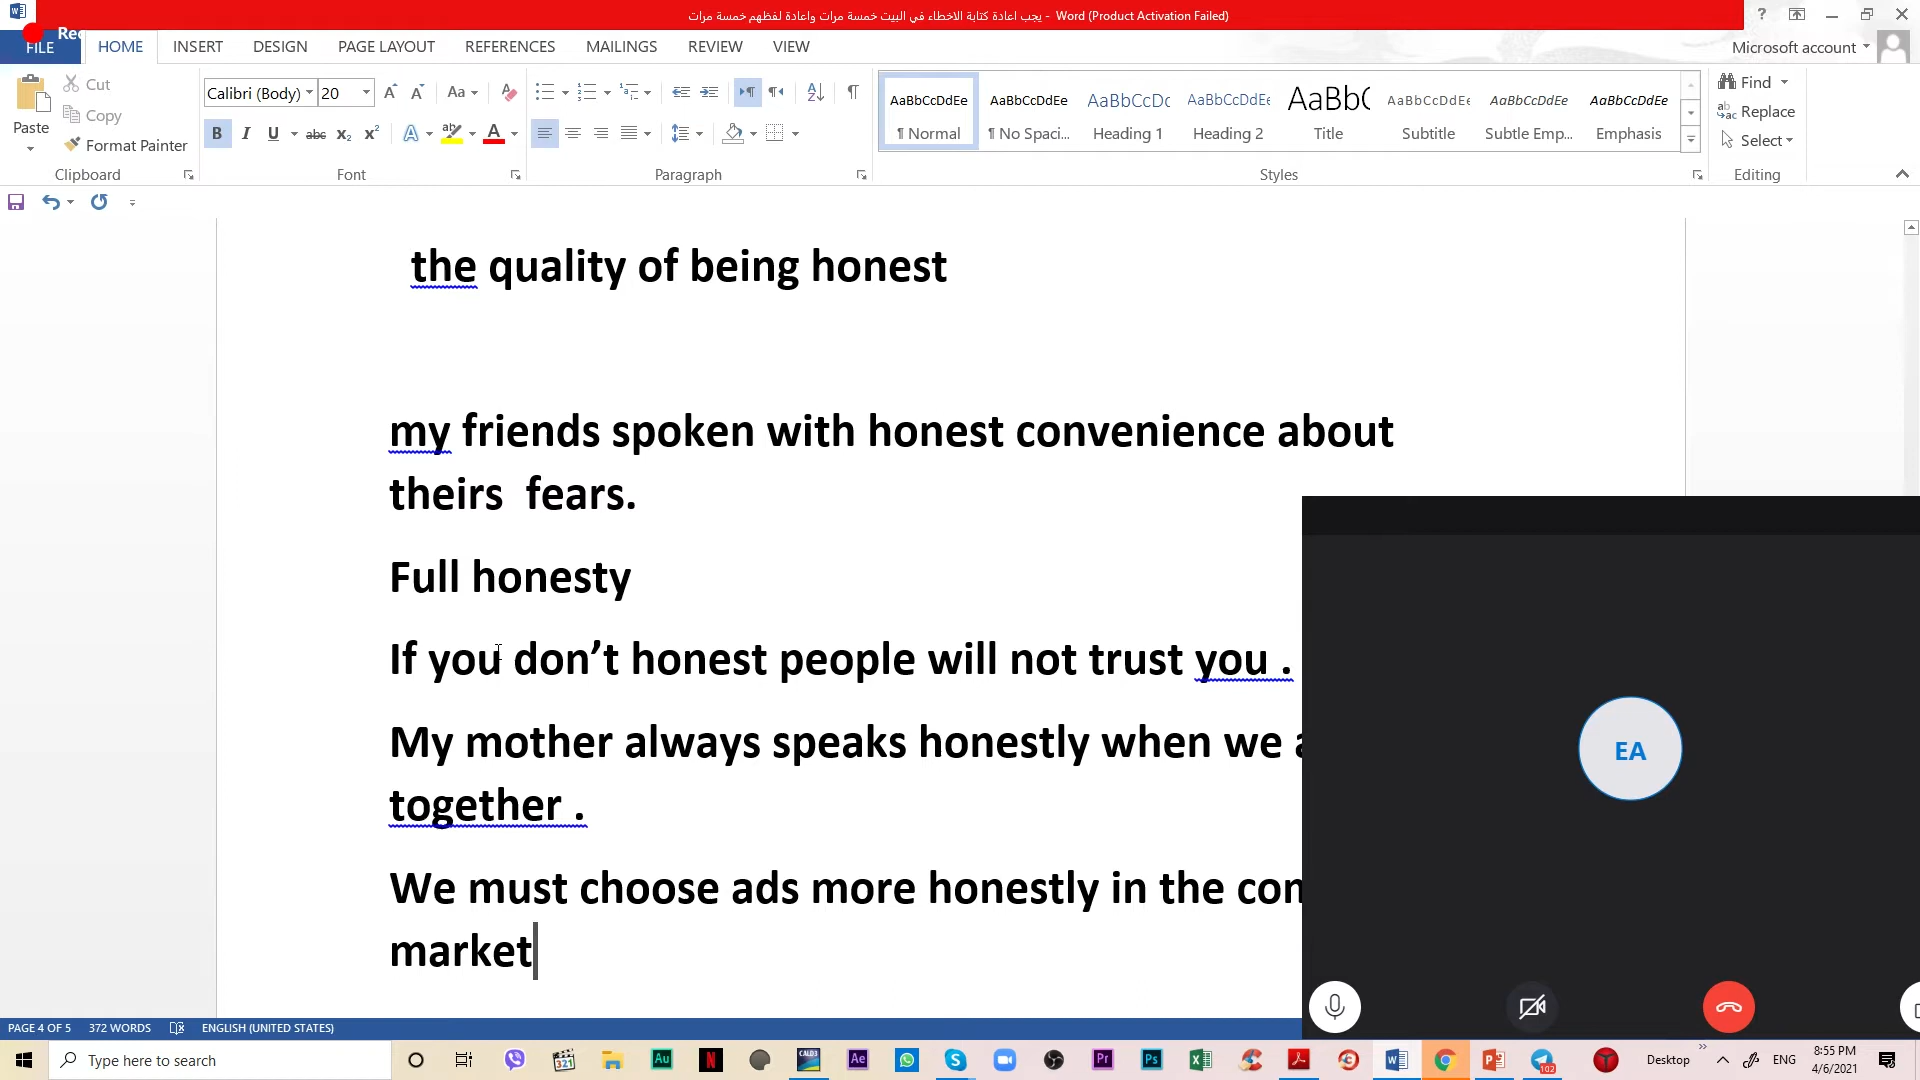 يجب اعادة كتابة الاخطاء في البيت خمسة مرات واعادة لفظهم خمسة مرات - Word (Product Activation Failed)
FILE HOME INSERT DESIGN PAGE LAYOUT REFERENCES MAILINGS REVIEW VIEW
Microsoft account
Paste
Cut
Copy
Format Painter
Clipboard
Calibri (Body) 20
Font
Paragraph
AaBbCcDdEe AaBbCcDdEe AaBbCcDc AaBbCcDdE AaBb( AaBbCcDdE AaBbCcDdEe AaBbCcDdEe
¶ Normal ¶ No Spaci... Heading 1 Heading 2 Title Subtitle Subtle Emp... Emphasis
Styles
Find
Replace
Select
Editing
the quality of being honest
my friends spoken with honest convenience about
theirs fears.
Full honesty
If you don’t honest people will not trust you .
My mother always speaks honestly when we
together .
We must choose ads more honestly in the
market
EA
PAGE 4 OF 5 372 WORDS ENGLISH (UNITED STATES)
Type here to search
Desktop
ENG
8:55 PM
4/6/2021